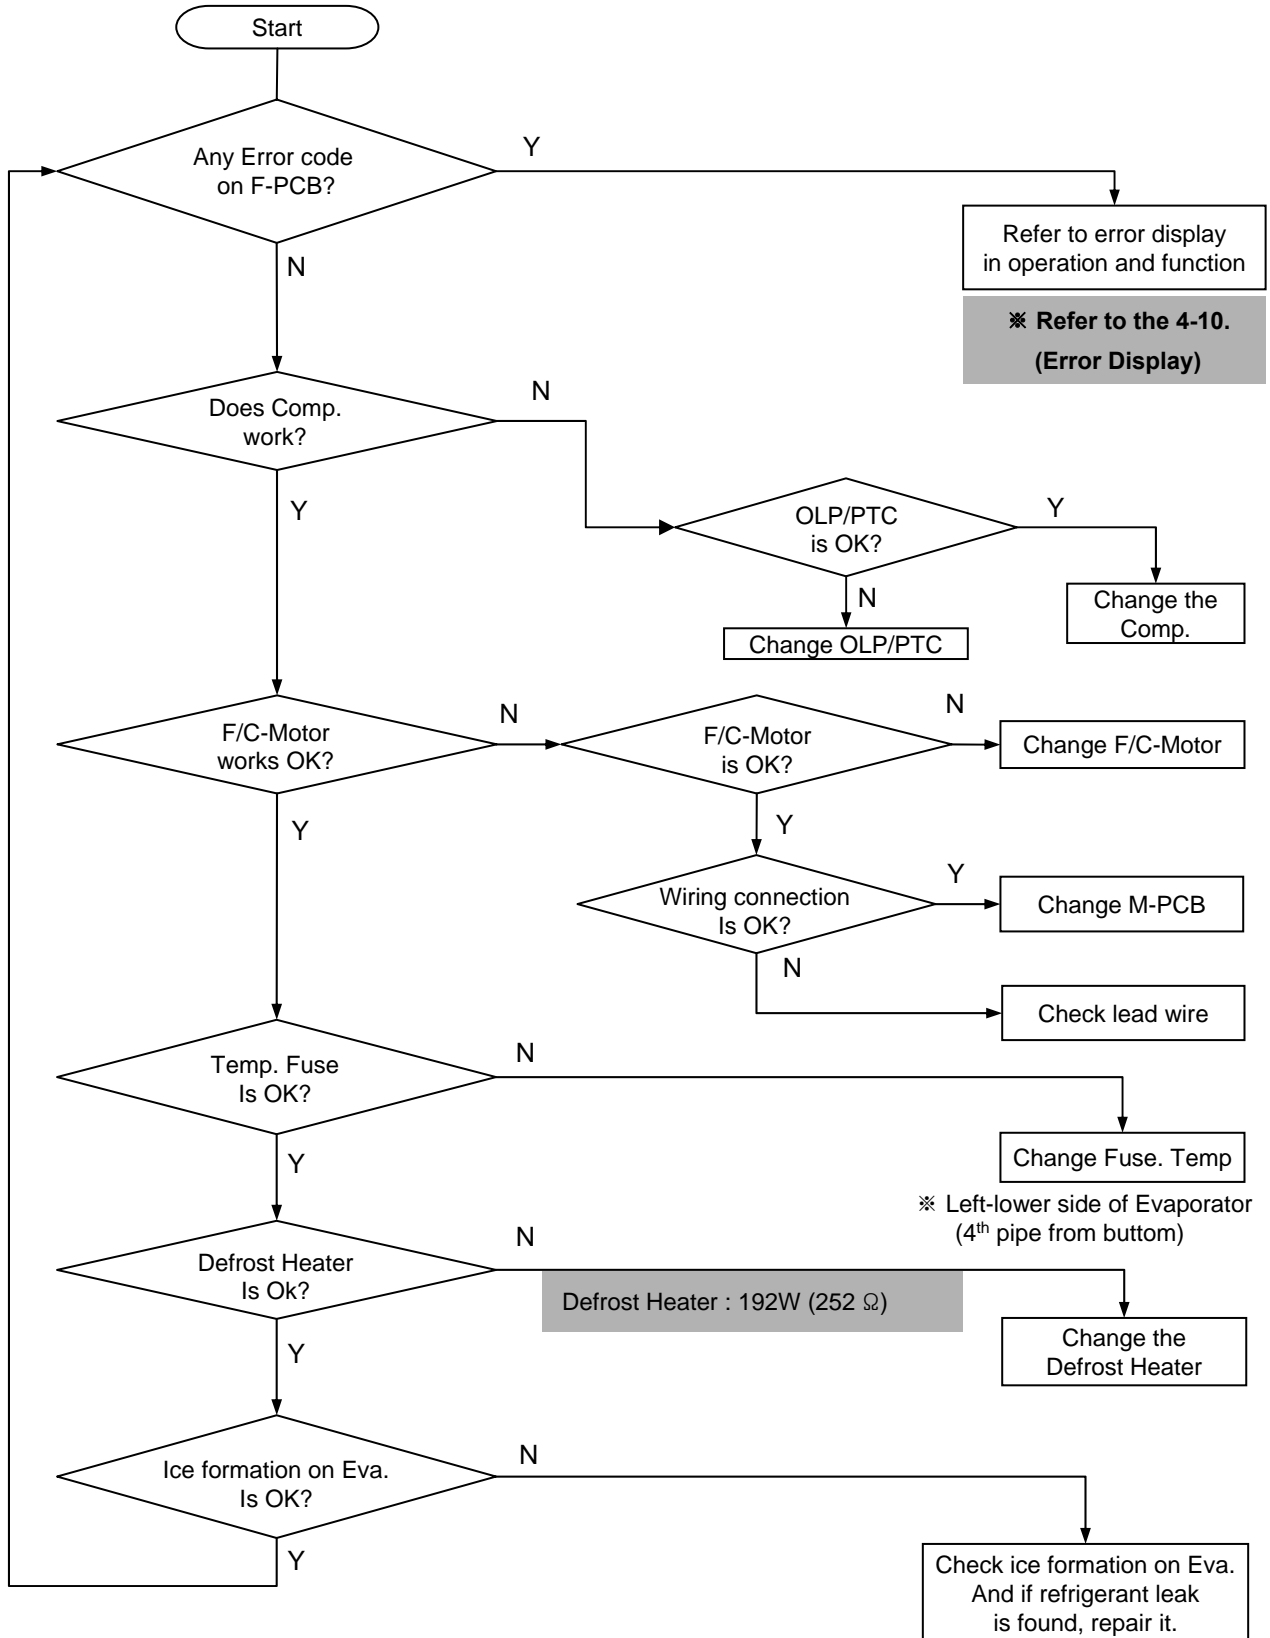 Start
Any Error code
on F-PCB?
Y
Refer to error display
in operation and function
※ Refer to the 4-10.
(Error Display)
N
Does Comp.
work?
N
Y
OLP/PTC
is OK?
Y
N
Change the
Comp.
Change OLP/PTC
F/C-Motor
works OK?
N
F/C-Motor
is OK?
N
Change F/C-Motor
Y
Y
Wiring connection
Is OK?
Y
Change M-PCB
N
Check lead wire
Temp. Fuse
Is OK?
N
Change Fuse. Temp
※ Left-lower side of Evaporator
(4th pipe from buttom)
Y
Defrost Heater
Is Ok?
N
Defrost Heater : 192W (252 Ω)
Change the
Defrost Heater
Y
Ice formation on Eva.
Is OK?
N
Y
Check ice formation on Eva.
And if refrigerant leak
is found, repair it.